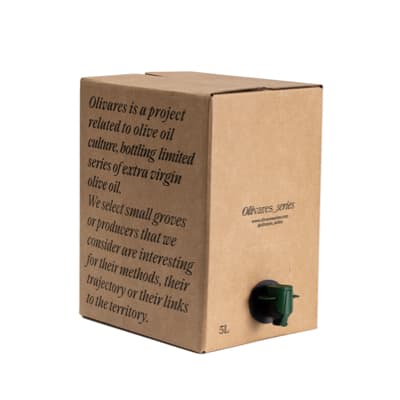 Olivares is a project
related to olive oil
culture, bottling limited
series of extra virgin
olive oil.
We select small groves
or producers that we
consider are interesting
for their methods, their
trajectory or their links
to the territory.
Olivares_series
5L